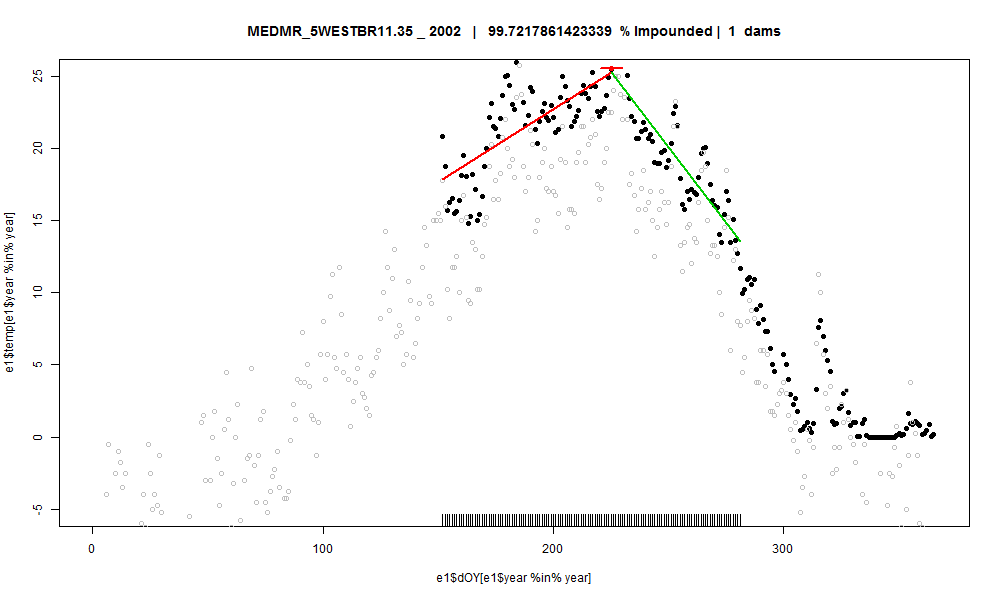 MEDMR_5WESTBR11.35 _ 2002 | 99.7217861423339 % Impounded | 1 dams
e1$temp[e1$year %in% year]
25
20
15
10
5
0
-5
0 100 200 300
e1$dOY[e1$year %in% year]